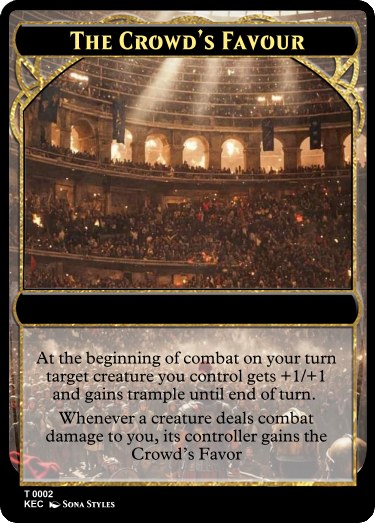 The Crowd's Favour
At the beginning of combat on your turn
target creature you control gets +1/+1
and gains trample until end of turn.
Whenever a creature deals combat
damage to you, its controller gains the
Crowd's Favor
T 0002
KEC Sona Styles